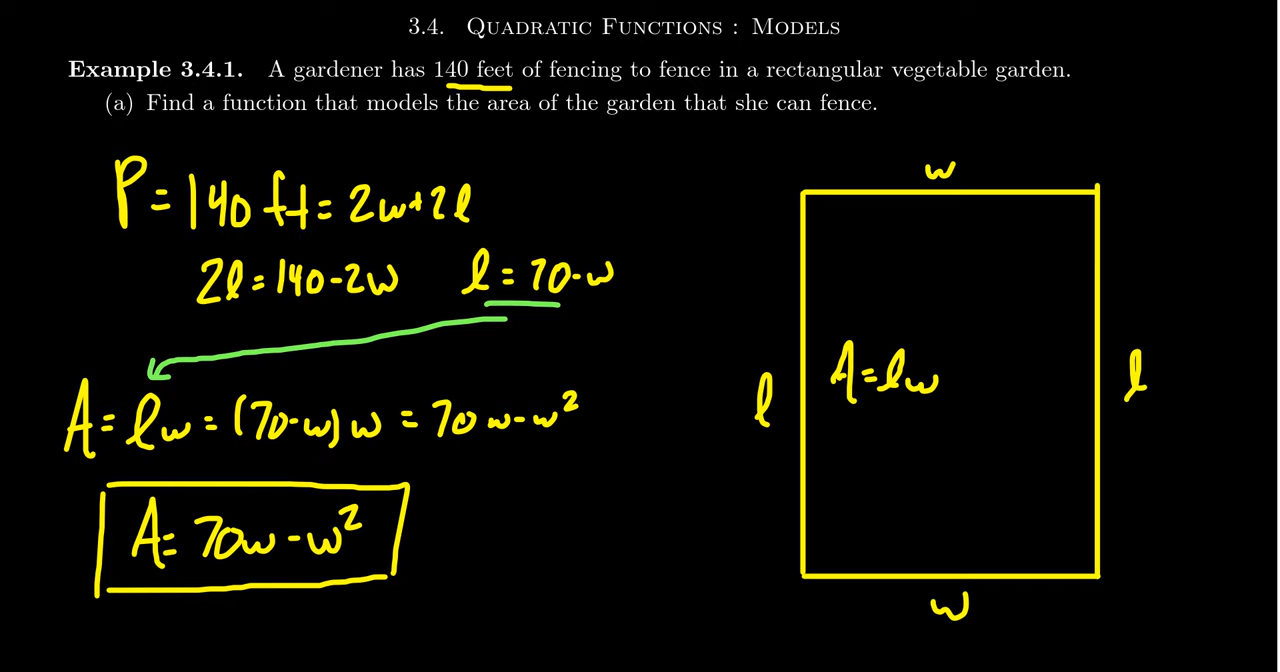 3.4. Quadratic Functions : Models
Example 3.4.1. A gardener has 140 feet of fencing to fence in a rectangular vegetable garden.
(a) Find a function that models the area of the garden that she can fence.
P = 140 ft = 2w + 2l
2l = 140 - 2w l = 70 - w
A = lw = (70 - w) w = 70w - w²
A = 70w - w²
w
l A = lw l
w